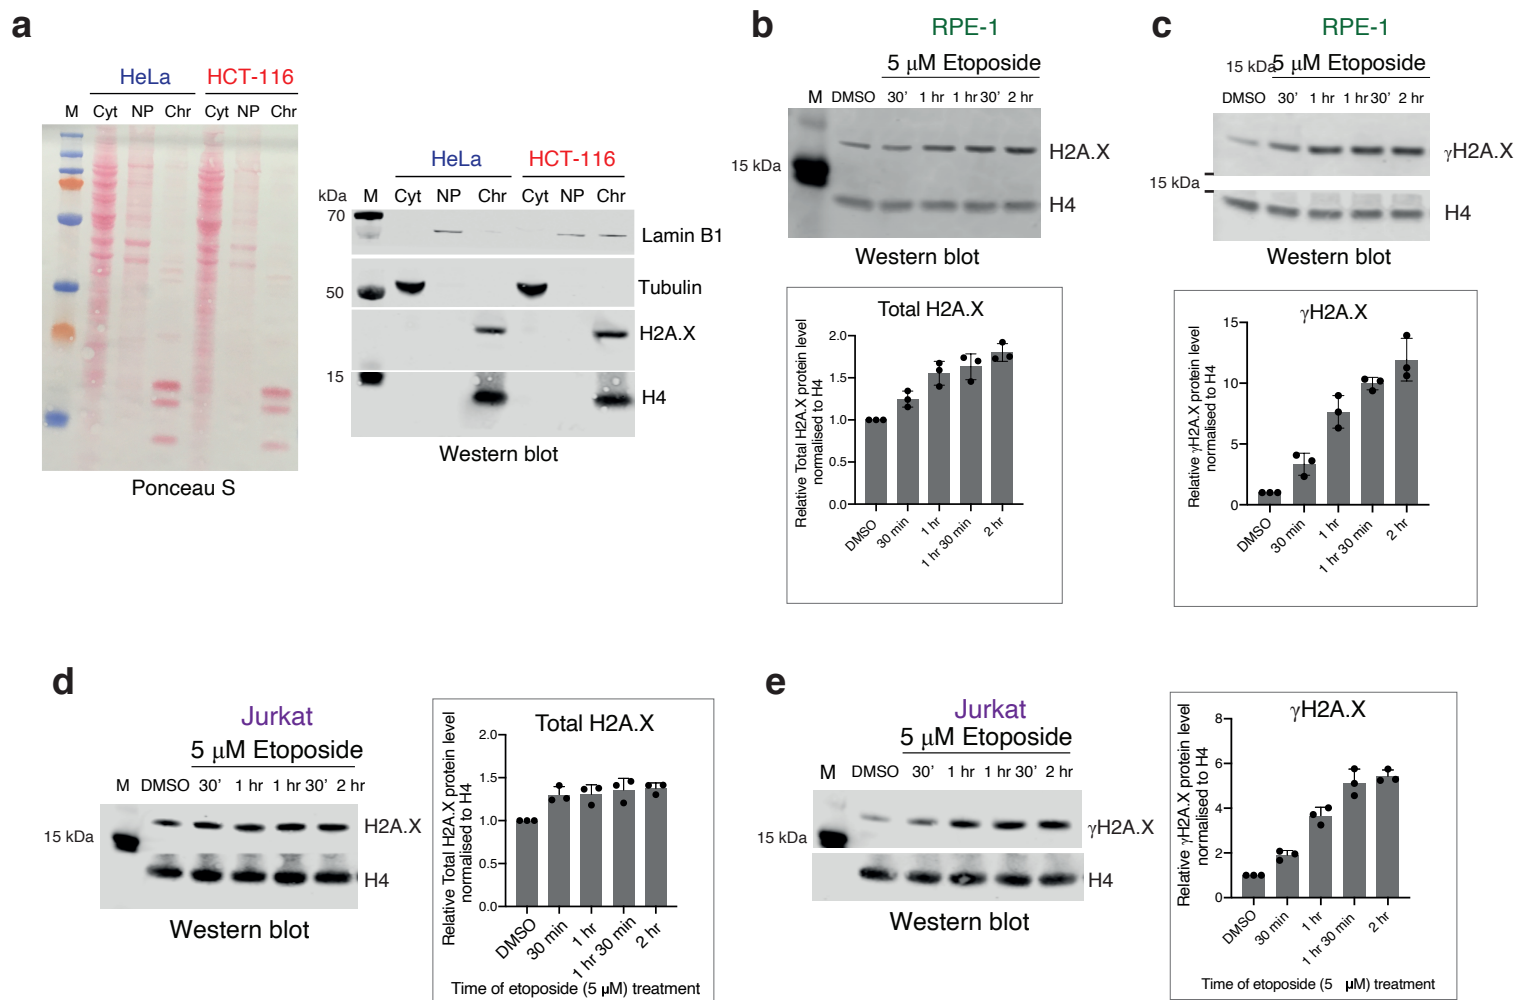 a
HeLa HCT-116
M Cyt NP Chr Cyt NP Chr
Ponceau S
HeLa HCT-116
kDa M Cyt NP Chr Cyt NP Chr
70
Lamin B1
50
Tubulin
H2A.X
15
H4
Western blot
b
RPE-1
5 μM Etoposide
M DMSO 30' 1 hr 1 hr 30' 2 hr
H2A.X
15 kDa
H4
Western blot
Total H2A.X
Relative Total H2A.X protein level
normalised to H4
2.0
1.5
1.0
0.5
0.0
DMSO 30 min 1 hr 1 hr 30 min 2 hr
c
RPE-1
15 kDa
5 μM Etoposide
DMSO 30' 1 hr 1 hr 30' 2 hr
γH2A.X
15 kDa
H4
Western blot
γH2A.X
Relative γH2A.X protein level
normalised to H4
15
10
5
0
DMSO 30 min 1 hr 1 hr 30 min 2 hr
d
Jurkat
5 μM Etoposide
M DMSO 30' 1 hr 1 hr 30' 2 hr
H2A.X
15 kDa
H4
Western blot
Total H2A.X
Relative Total H2A.X protein level
normalised to H4
2.0
1.5
1.0
0.5
0.0
DMSO 30 min 1 hr 1 hr 30 min 2 hr
Time of etoposide (5 μM) treatment
e
Jurkat
5 μM Etoposide
M DMSO 30' 1 hr 1 hr 30' 2 hr
γH2A.X
15 kDa
H4
Western blot
γH2A.X
Relative γH2A.X protein level
normalised to H4
8
6
4
2
0
DMSO 30 min 1 hr 1 hr 30 min 2 hr
Time of etoposide (5 μM) treatment